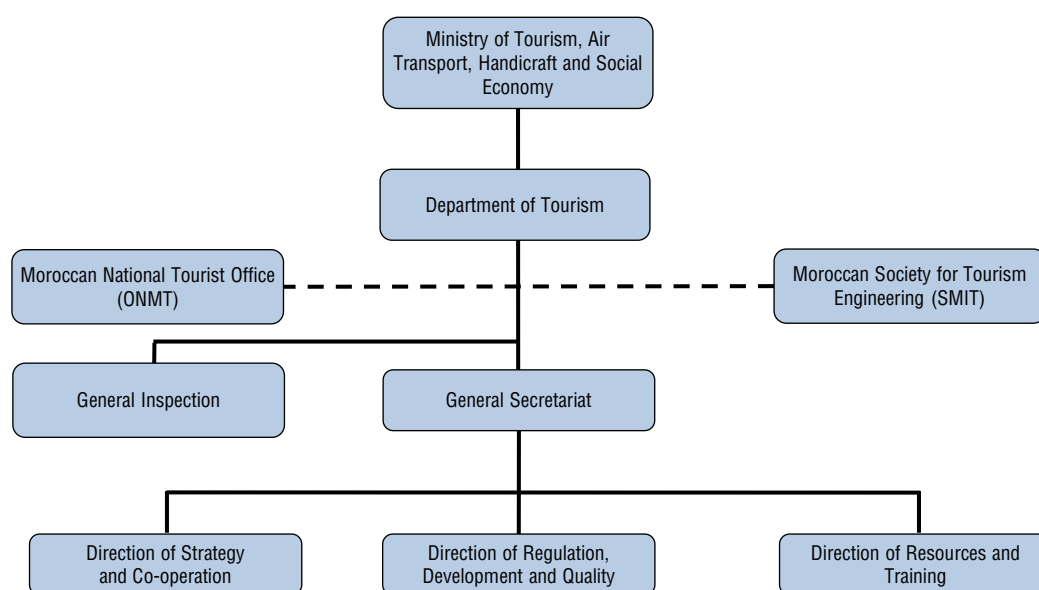 Ministry of Tourism, Air
Transport, Handicraft and Social
Economy
Department of Tourism
Moroccan National Tourist Office
(ONMT)
Moroccan Society for Tourism
Engineering (SMIT)
General Inspection
General Secretariat
Direction of Strategy
and Co-operation
Direction of Regulation,
Development and Quality
Direction of Resources and
Training